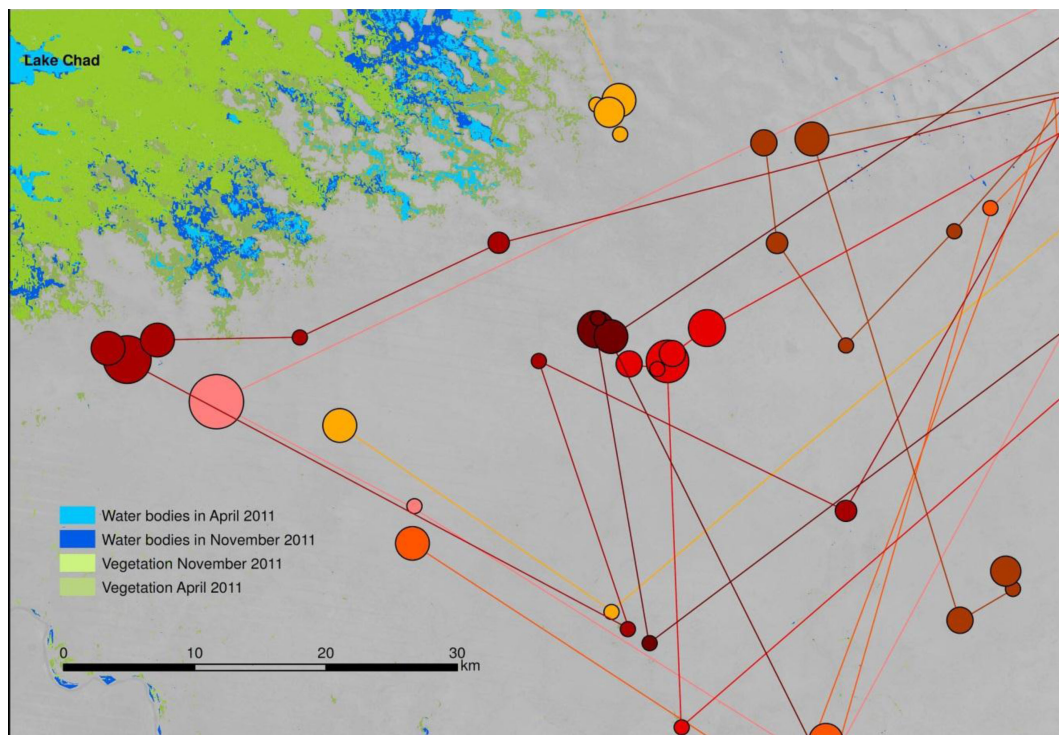 Lake Chad
Water bodies in April 2011
Water bodies in November 2011
Vegetation November 2011
Vegetation April 2011
0 10 20 30
km